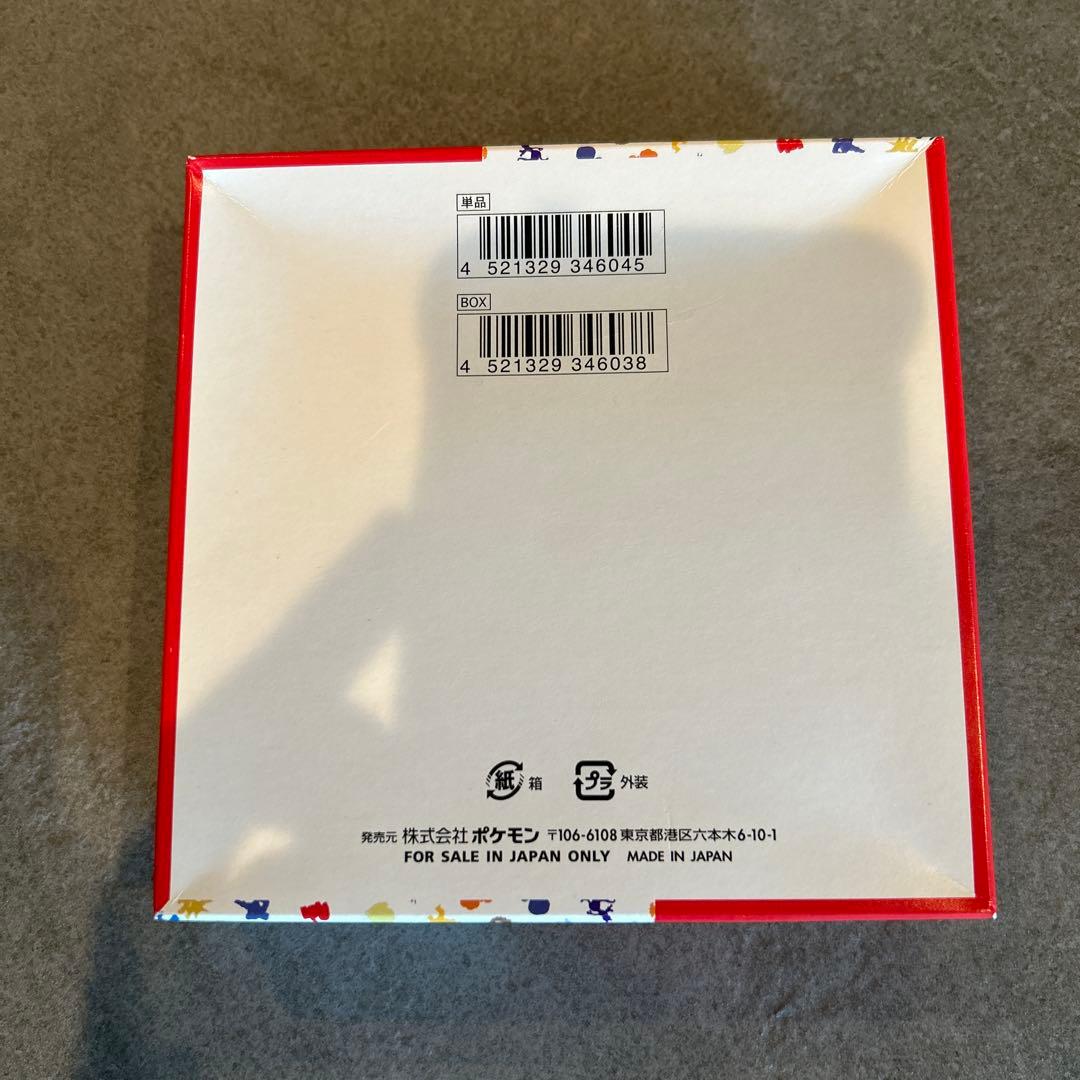 単品
4 521329 346045
BOX
4 521329 346038
紙 箱 プラ 外装
発売元 株式会社 ポケモン 〒106-6108 東京都港区六本木6-10-1
FOR SALE IN JAPAN ONLY MADE IN JAPAN